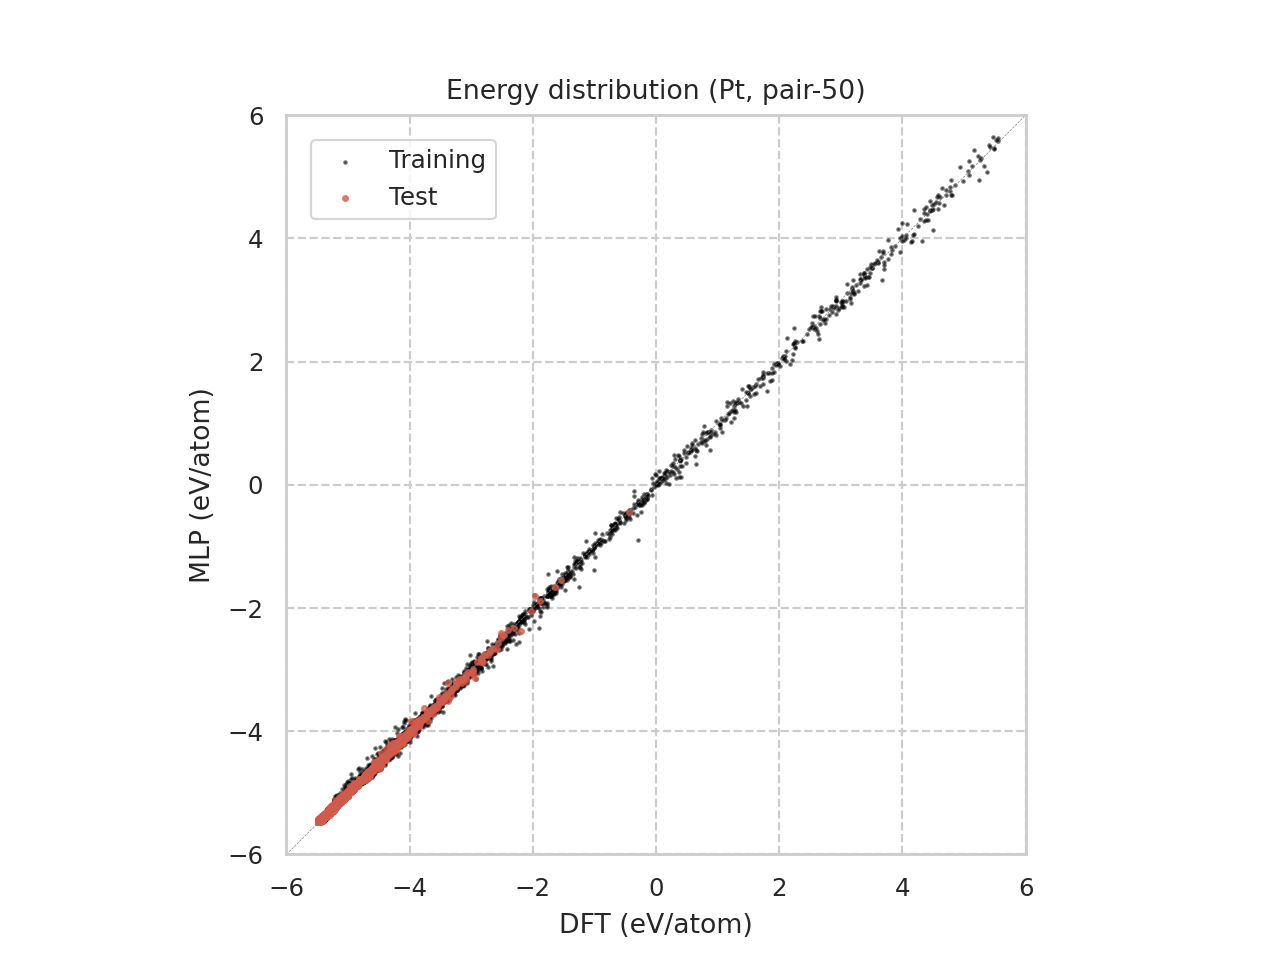 Energy distribution (Pt, pair-50)
Training
Test
6
4
2
0
−2
−4
−6
MLP (eV/atom)
−6 −4 −2 0 2 4 6
DFT (eV/atom)